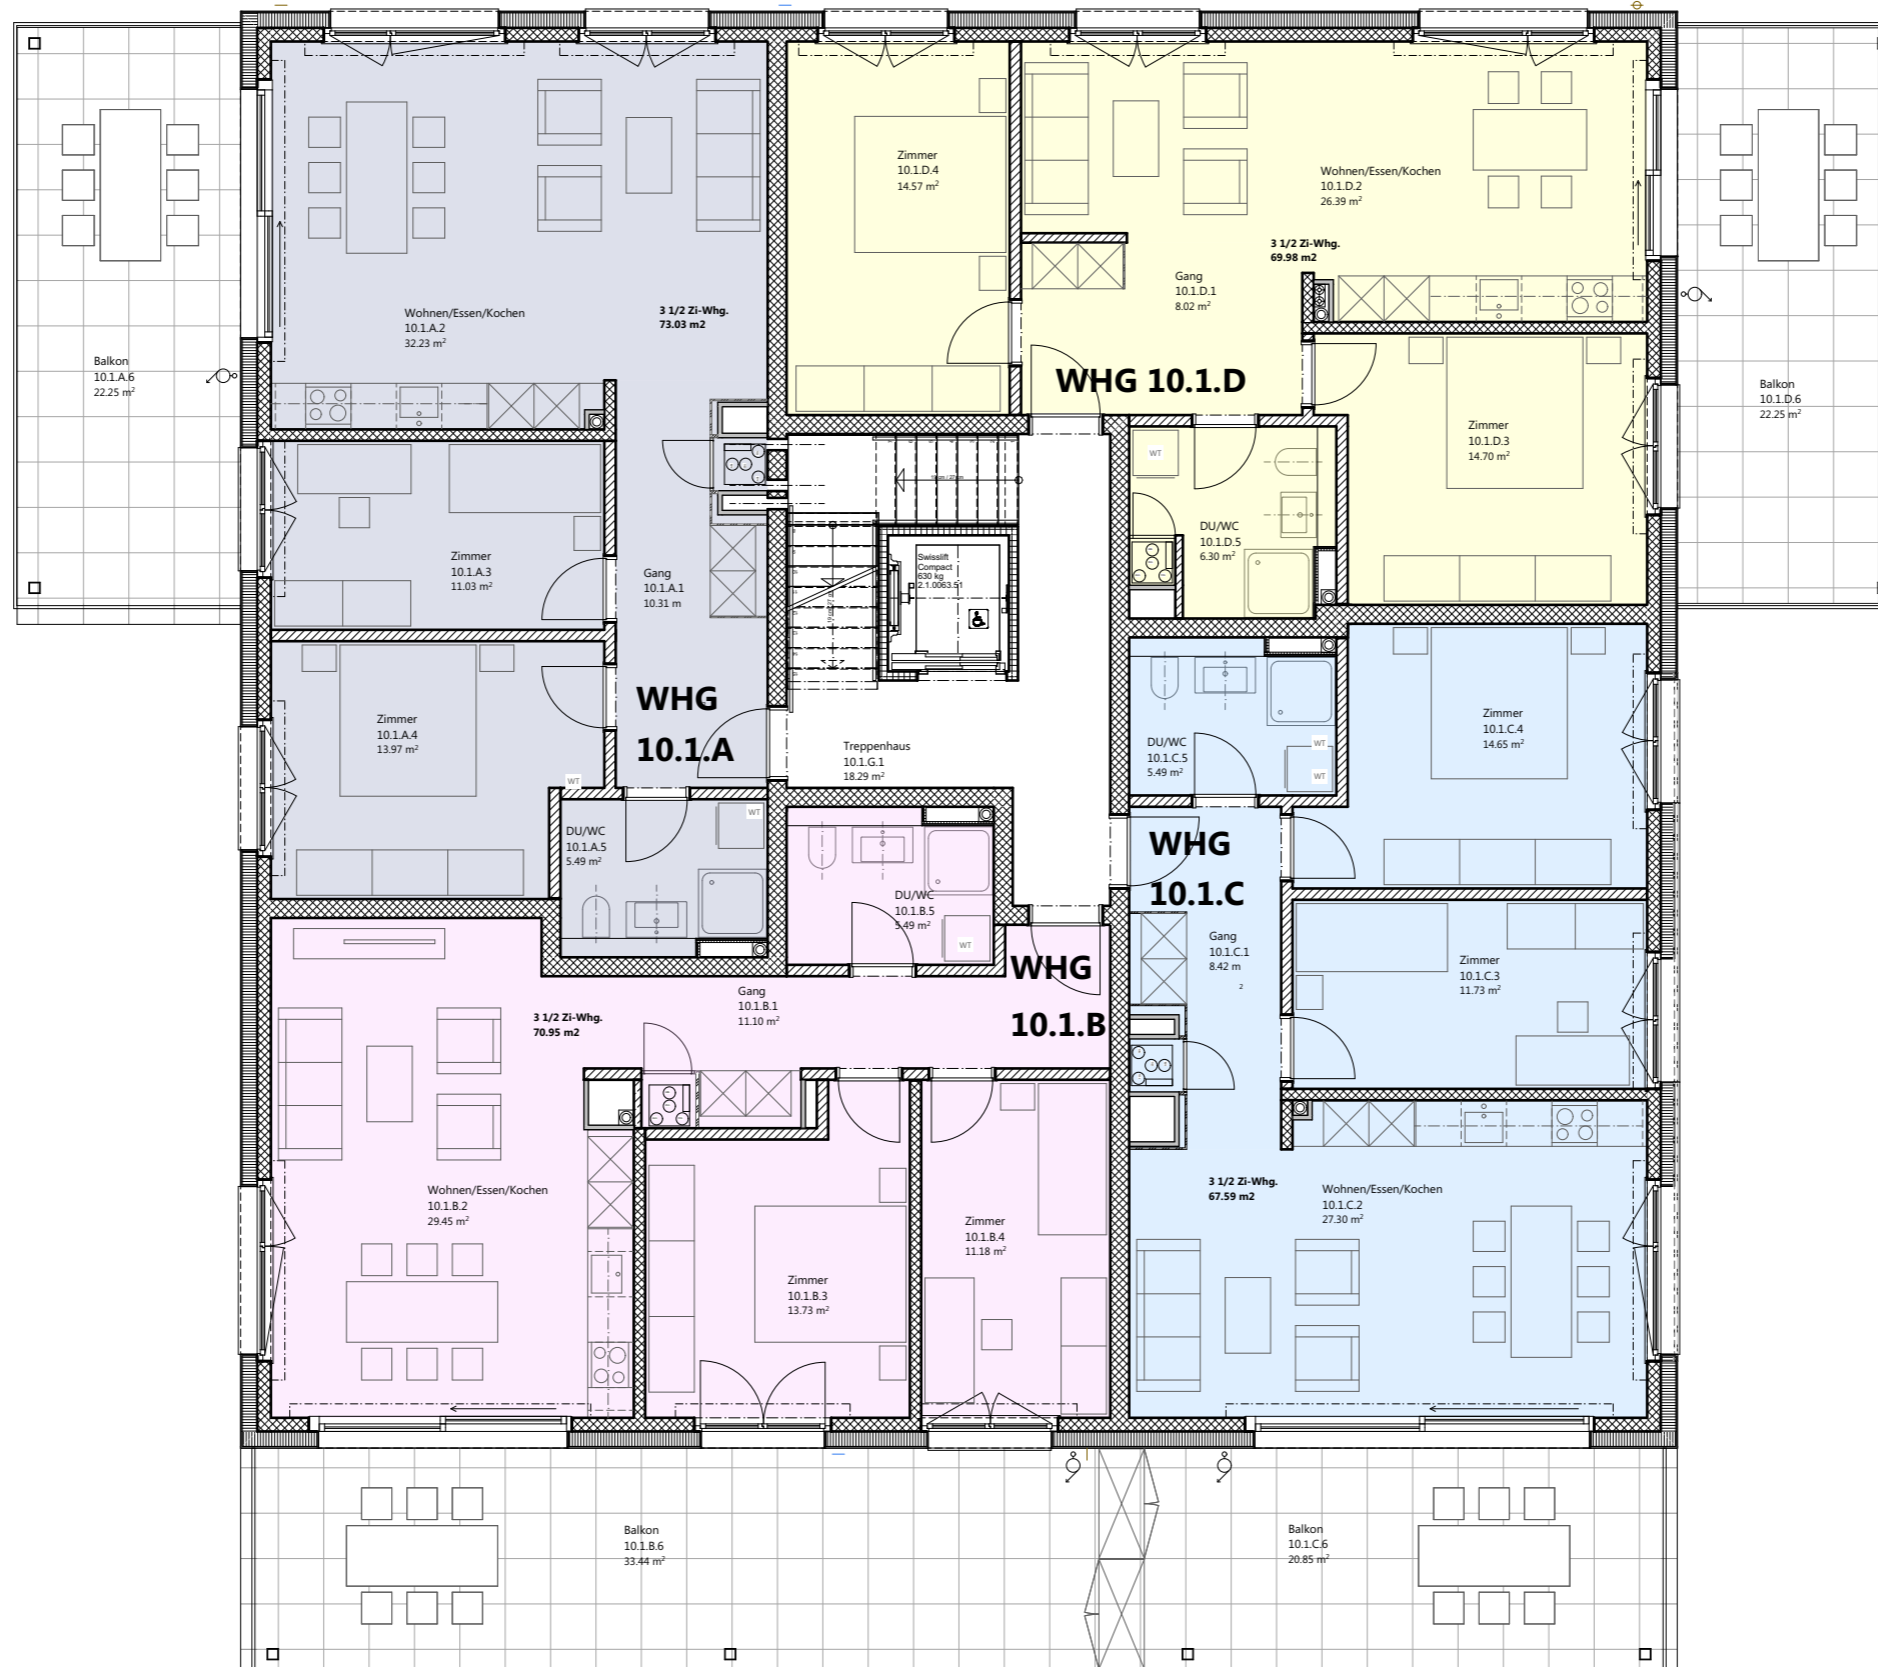 Zimmer
10.1.D.4
14.57 m²
Wohnen/Essen/Kochen
10.1.D.2
26.39 m²
3 1/2 Zi-Whg.
69.98 m2
Gang
10.1.D.1
8.02 m²
Wohnen/Essen/Kochen
10.1.A.2
32.23 m²
3 1/2 Zi-Whg.
73.03 m2
Balkon
10.1.A.6
22.25 m²
WHG 10.1.D
Balkon
10.1.D.6
22.25 m²
Zimmer
10.1.D.3
14.70 m²
WT
DU/WC
10.1.D.5
6.30 m²
Zimmer
10.1.A.3
11.03 m²
Gang
10.1.A.1
10.31 m
Swisslift
Compact
630 kg
2.1.0063.51
WHG
10.1.A
Zimmer
10.1.A.4
13.97 m²
WT
Treppenhaus
10.1.G.1
18.29 m²
DU/WC
10.1.C.5
5.49 m²
WT
WT
Zimmer
10.1.C.4
14.65 m²
DU/WC
10.1.A.5
5.49 m²
WT
DU/WC
10.1.B.5
5.49 m²
WT
WHG
10.1.C
Gang
10.1.C.1
8.42 m
2
Zimmer
10.1.C.3
11.73 m²
WHG
10.1.B
Gang
10.1.B.1
11.10 m²
3 1/2 Zi-Whg.
70.95 m2
Wohnen/Essen/Kochen
10.1.B.2
29.45 m²
Zimmer
10.1.B.3
13.73 m²
Zimmer
10.1.B.4
11.18 m²
3 1/2 Zi-Whg.
67.59 m2
Wohnen/Essen/Kochen
10.1.C.2
27.30 m²
Balkon
10.1.B.6
33.44 m²
Balkon
10.1.C.6
20.85 m²